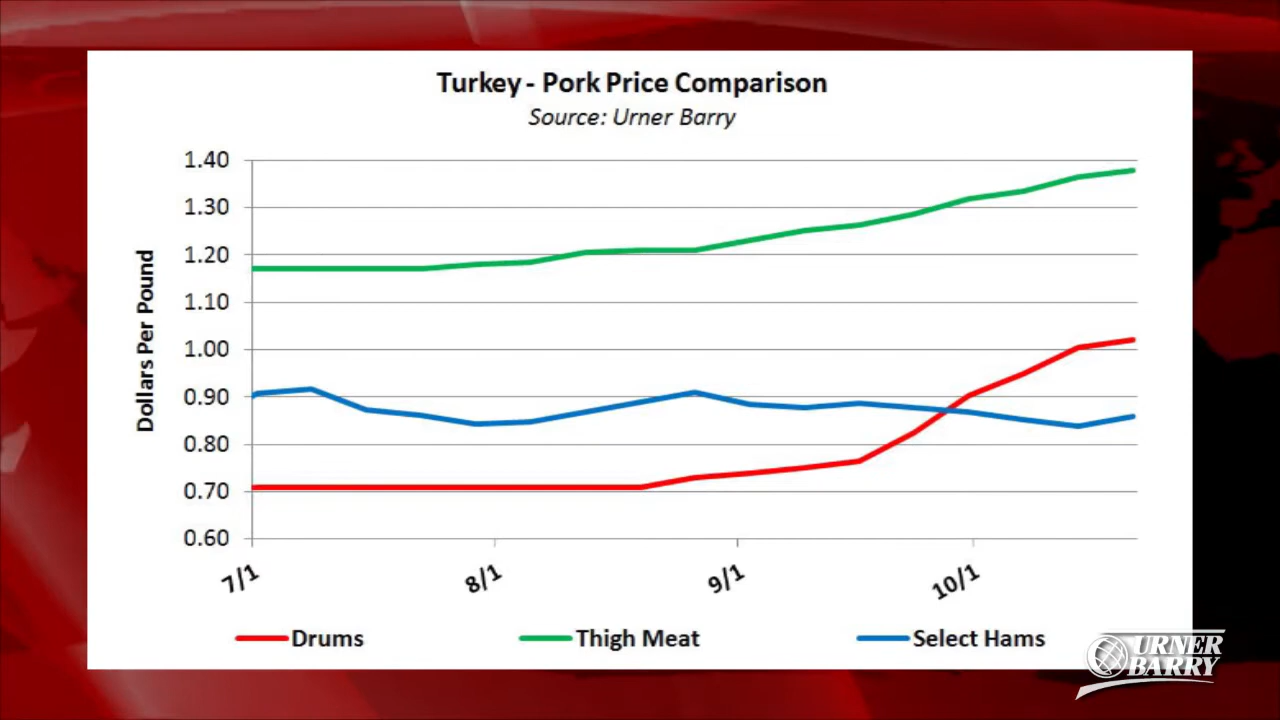 Turkey - Pork Price Comparison
Source: Urner Barry
Dollars Per Pound
1.40
1.30
1.20
1.10
1.00
0.90
0.80
0.70
0.60
7/1
8/1
9/1
10/1
Drums
Thigh Meat
Select Hams
URNER
BARRY